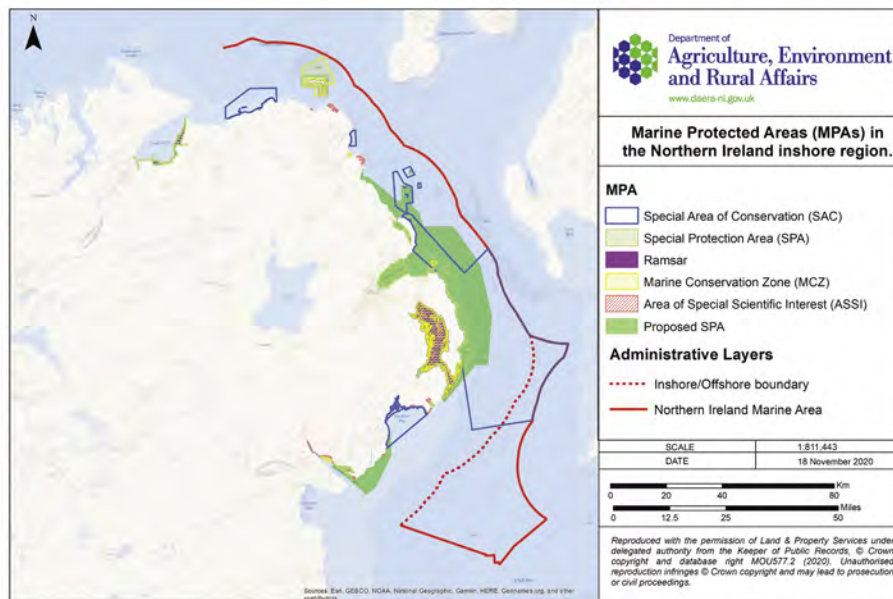 N
Department of
Agriculture, Environment
and Rural Affairs
www.daera-ni.gov.uk
Marine Protected Areas (MPAs) in
the Northern Ireland inshore region.
MPA
Special Area of Conservation (SAC)
Special Protection Area (SPA)
Ramsar
Marine Conservation Zone (MCZ)
Area of Special Scientific Interest (ASSI)
Proposed SPA
Administrative Layers
Inshore/Offshore boundary
Northern Ireland Marine Area
SCALE 1:811,443
DATE 18 November 2020
Km
0 20 40 80
Miles
0 12.5 25 50
Reproduced with the permission of Land & Property Services under
delegated authority from the Keeper of Public Records, © Crown
copyright and database right MOU577.2 (2020). Unauthorised
reproduction infringes © Crown copyright and may lead to prosecution
or civil proceedings.
Sources: Esri, GEBCO, NOAA, National Geographic, Garmin, HERE, Geonames.org, and other